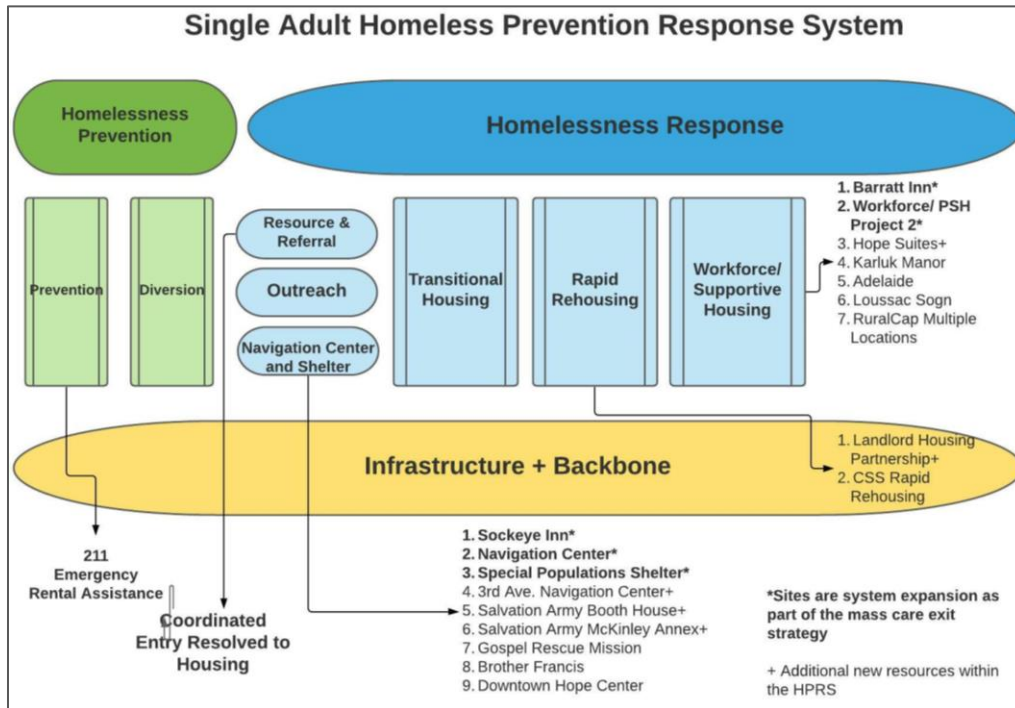 Single Adult Homeless Prevention Response System
Homelessness
Prevention
Homelessness Response
Prevention
Diversion
Resource &
Referral
Outreach
Navigation Center
and Shelter
Transitional
Housing
Rapid
Rehousing
Workforce/
Supportive
Housing
1. Barratt Inn*
2. Workforce/ PSH
Project 2*
3. Hope Suites+
4. Karluk Manor
5. Adelaide
6. Loussac Sogn
7. RuralCap Multiple
Locations
Infrastructure + Backbone
1. Landlord Housing
Partnership+
2. CSS Rapid
Rehousing
211
Emergency
Rental Assistance
Coordinated
Entry Resolved to
Housing
1. Sockeye Inn*
2. Navigation Center*
3. Special Populations Shelter*
4. 3rd Ave. Navigation Center+
5. Salvation Army Booth House+
6. Salvation Army McKinley Annex+
7. Gospel Rescue Mission
8. Brother Francis
9. Downtown Hope Center
*Sites are system expansion as
part of the mass care exit
strategy
+ Additional new resources within
the HPRS